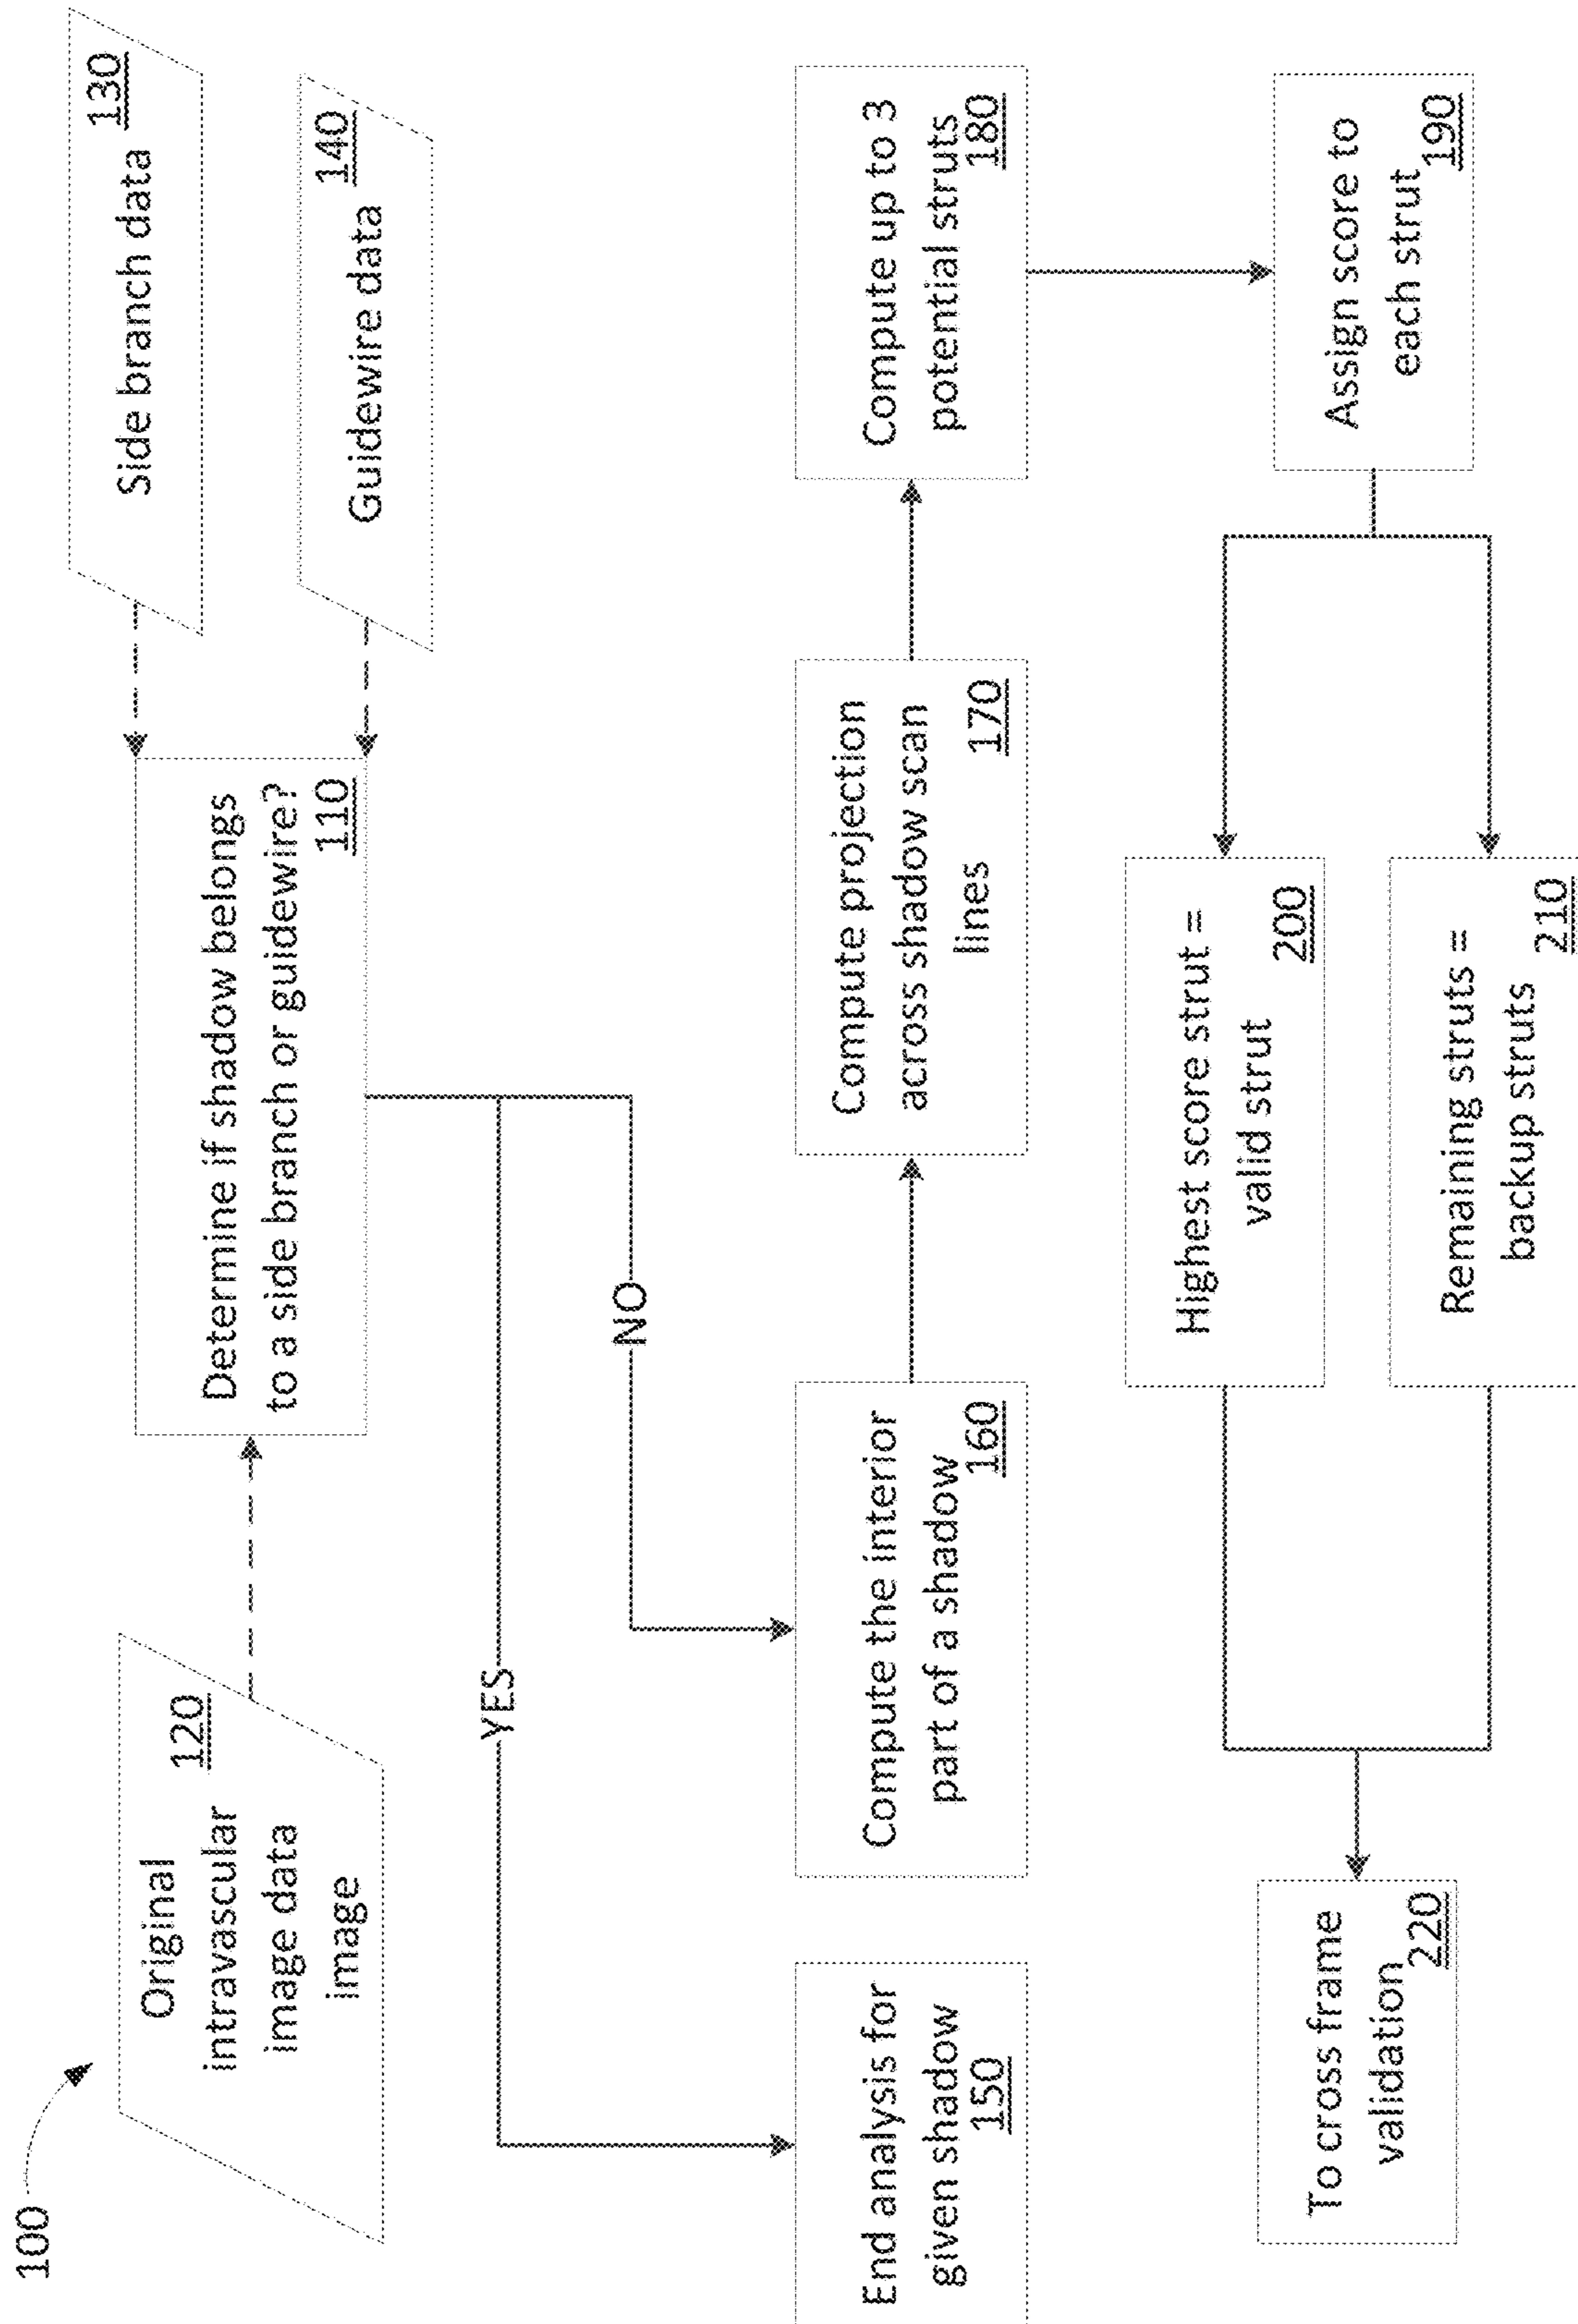 100
Original
intravascular
image data
image
120
Determine if shadow belongs
to a side branch or guidewire?
110
Side branch data
130
Guidewire data
140
YES
NO
End analysis for
given shadow
150
Compute the interior
part of a shadow
160
Compute projection
across shadow scan
lines
170
Compute up to 3
potential struts
180
Assign score to
each strut
190
Highest score strut =
valid strut
200
Remaining struts =
backup struts
210
To cross frame
validation
220